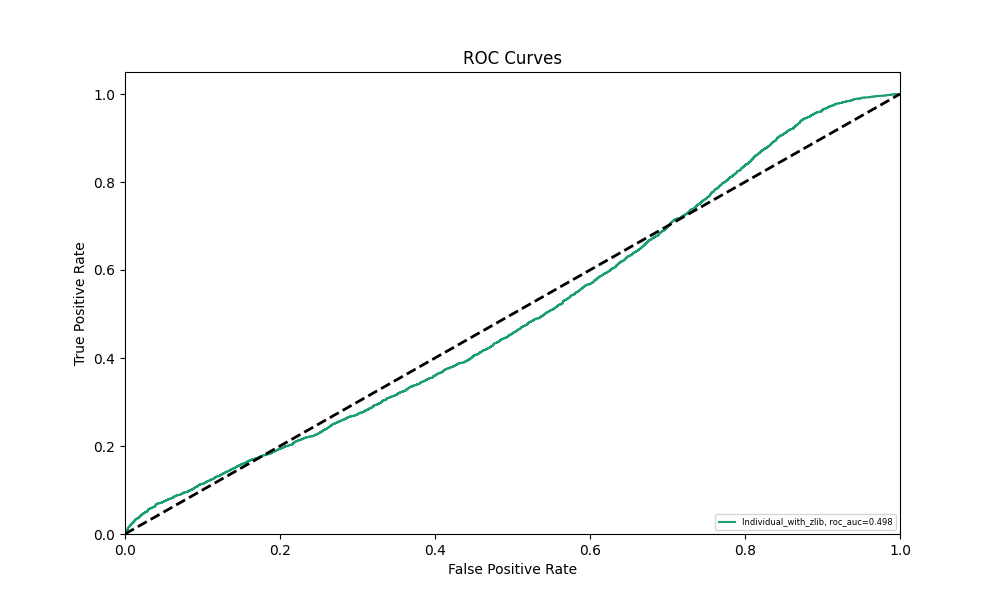 ROC Curves
True Positive Rate
1.0
0.8
0.6
0.4
0.2
0.0
0.0 0.2 0.4 0.6 0.8 1.0
False Positive Rate
Individual_with_zlib, roc_auc=0.498